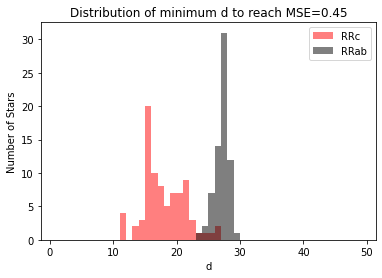 Distribution of minimum d to reach MSE=0.45
RRc
RRab
Number of Stars
30
25
20
15
10
5
0
0 10 20 30 40 50
d